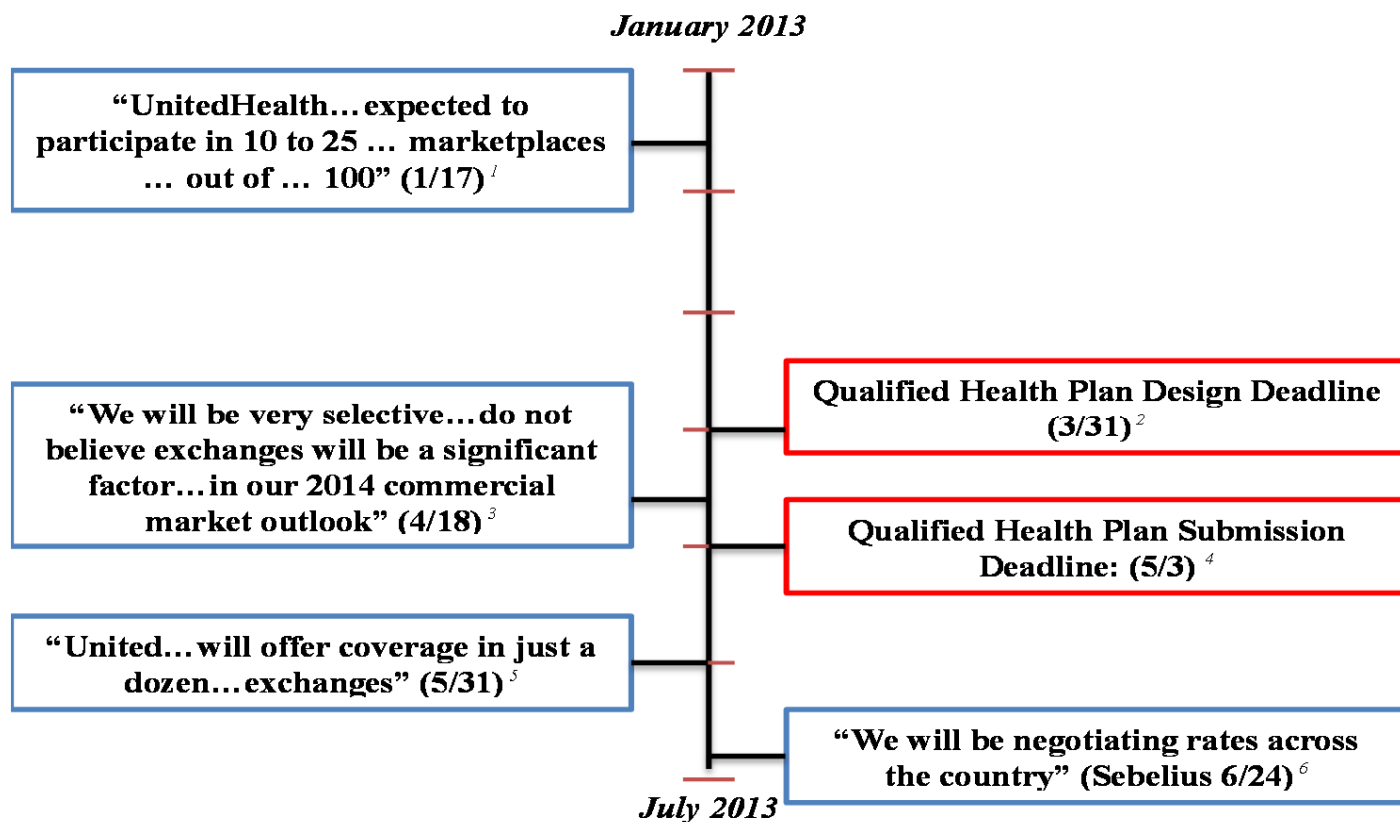 January 2013
“UnitedHealth…expected to
participate in 10 to 25 … marketplaces
… out of … 100” (1/17) 1
Qualified Health Plan Design Deadline
(3/31) 2
“We will be very selective…do not
believe exchanges will be a significant
factor…in our 2014 commercial
market outlook” (4/18) 3
Qualified Health Plan Submission
Deadline: (5/3) 4
“United…will offer coverage in just a
dozen…exchanges” (5/31) 5
“We will be negotiating rates across
the country” (Sebelius 6/24) 6
July 2013